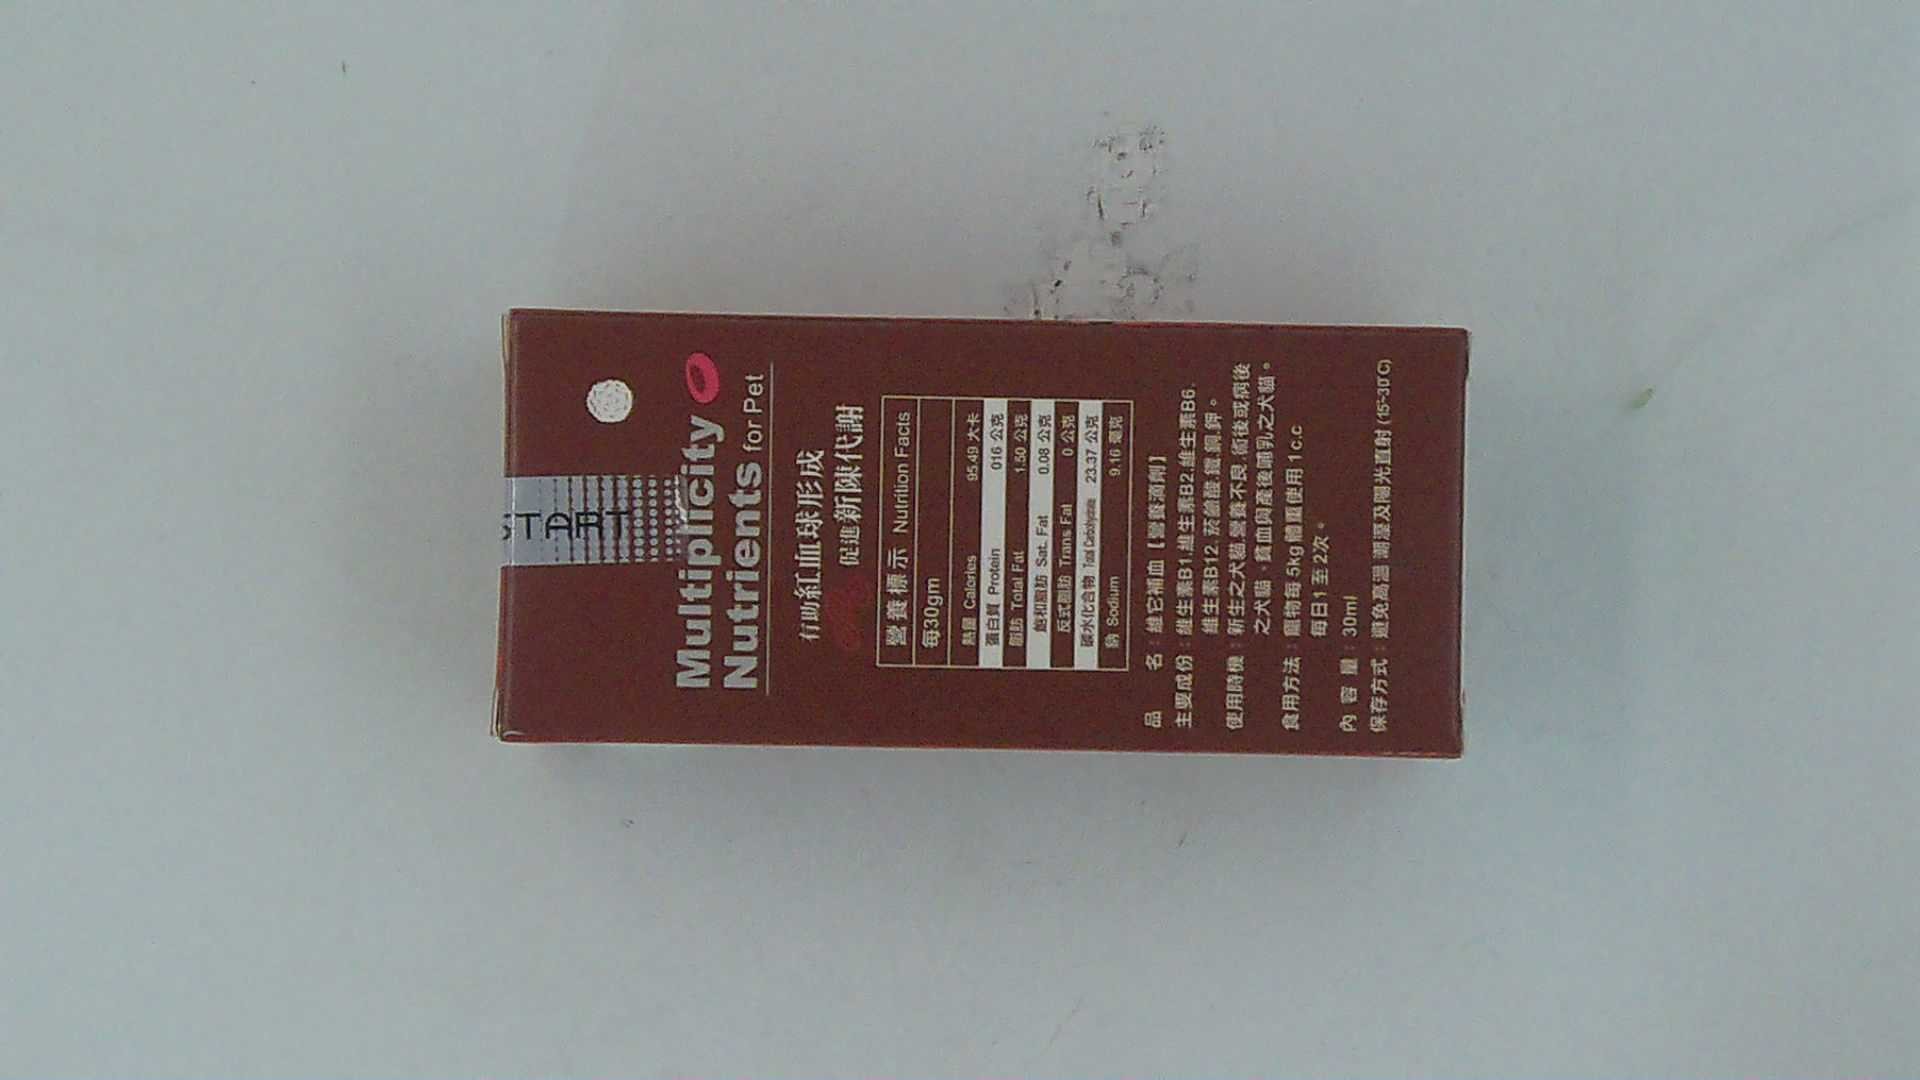 START
Multiplicity
Nutrients for Pet
有助紅血球形成
促進新陳代謝
營養標示 Nutrition Facts
每30gm
熱量 Calories 95.49 大卡
蛋白質 Protein 016 公克
脂肪 Total Fat 1.50 公克
飽和脂肪 Sat. Fat 0.08 公克
反式脂肪 Trans Fat 0 公克
碳水化合物 Total Carbohydrate 23.37 公克
鈉 Sodium 9.16 毫克
品 名：維它補血【營養滴劑】
主要成份：維生素B1.維生素B2.維生素B6.
維生素B12.菸鹼酸.鐵.銅.鉀。
使用時機：新生之犬貓.營養不良.術後或病後
之犬貓。貧血與產後哺乳之犬貓。
食用方法：寵物每5kg體重使用1c.c
每日1至2次。
內 容 量：30ml
保存方式：避免高溫.潮溼及陽光直射(15~30℃)